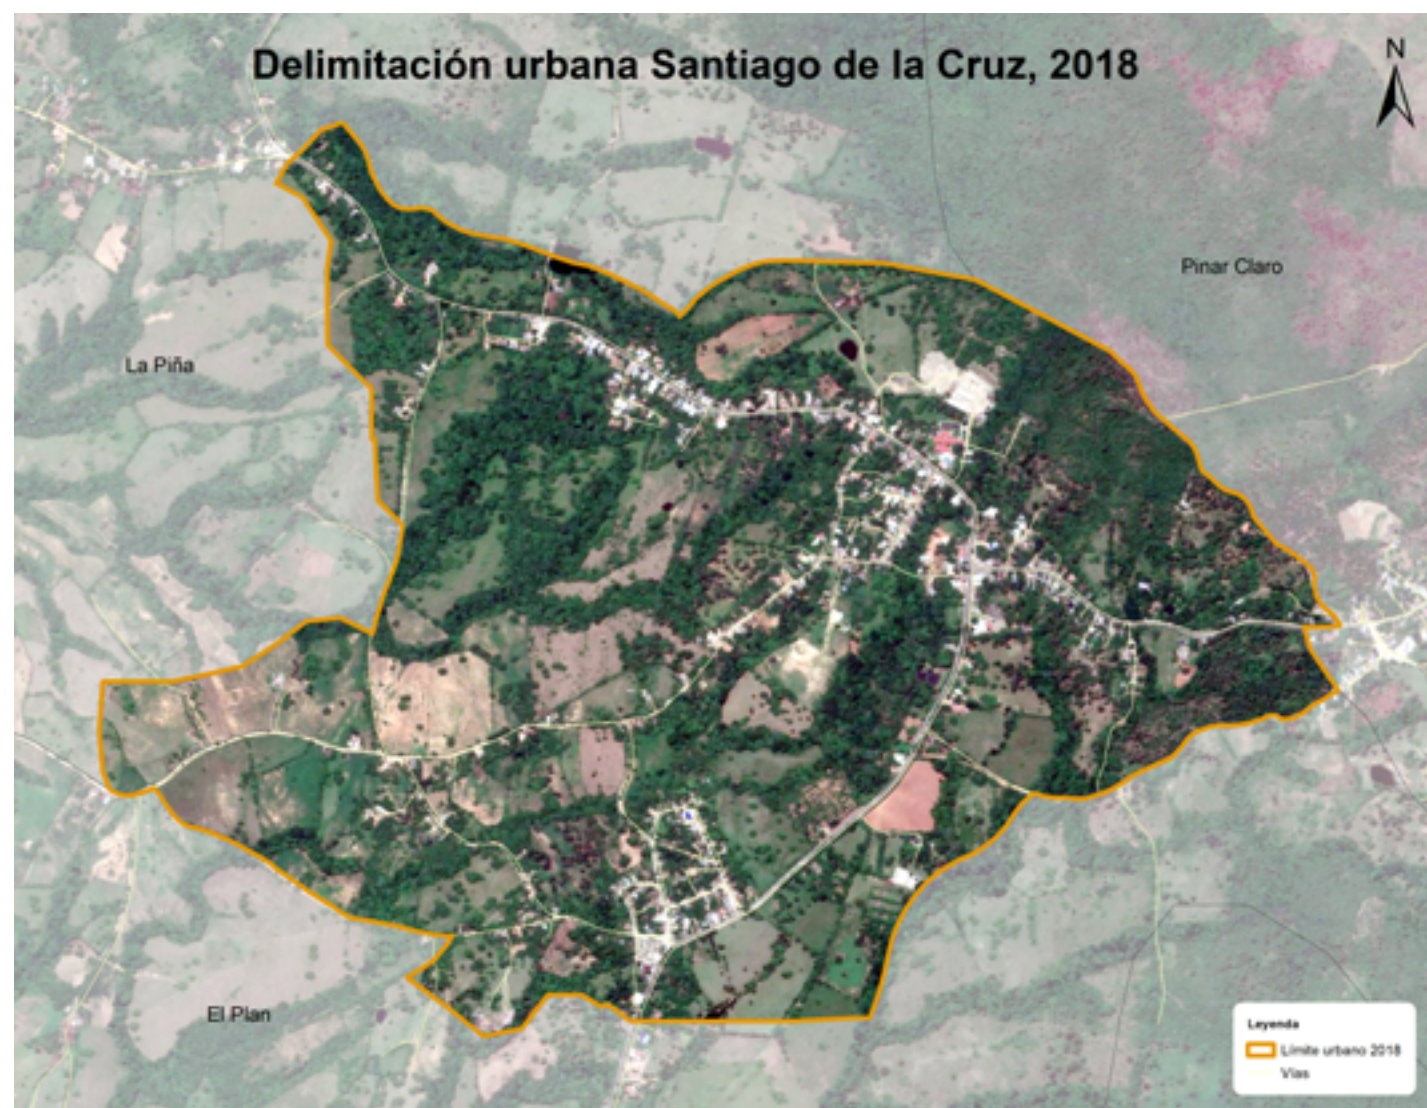 Delimitación urbana Santiago de la Cruz, 2018
N
Pinar Claro
La Piña
El Plan
Leyenda
Límite urbano 2018
Vías